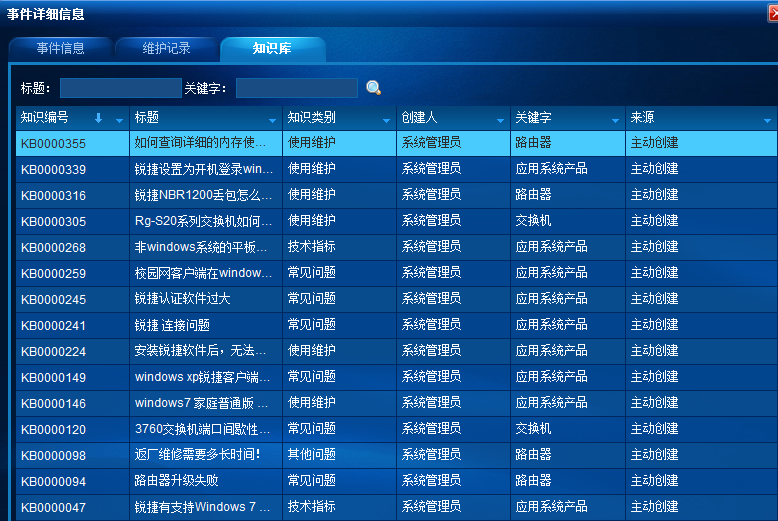 事件详细信息
事件信息 维护记录 知识库
标题： 关键字：
知识编号 标题 知识类别 创建人 关键字 来源
KB0000355 如何查询详细的内存使... 使用维护 系统管理员 路由器 主动创建
KB0000339 锐捷设置为开机登录win... 使用维护 系统管理员 应用系统产品 主动创建
KB0000316 锐捷NBR1200丢包怎么... 使用维护 系统管理员 路由器 主动创建
KB0000305 Rg-S20系列交换机如何... 使用维护 系统管理员 交换机 主动创建
KB0000268 非windows系统的平板... 技术指标 系统管理员 应用系统产品 主动创建
KB0000259 校园网客户端在window... 常见问题 系统管理员 应用系统产品 主动创建
KB0000245 锐捷认证软件过大 常见问题 系统管理员 应用系统产品 主动创建
KB0000241 锐捷 连接问题 常见问题 系统管理员 应用系统产品 主动创建
KB0000224 安装锐捷软件后，无法... 使用维护 系统管理员 应用系统产品 主动创建
KB0000149 windows xp锐捷客户端... 常见问题 系统管理员 应用系统产品 主动创建
KB0000146 windows7 家庭普通版 ... 使用维护 系统管理员 应用系统产品 主动创建
KB0000120 3760交换机端口间歇性... 常见问题 系统管理员 交换机 主动创建
KB0000098 返厂维修需要多长时间！ 其他问题 系统管理员 路由器 主动创建
KB0000094 路由器升级失败 常见问题 系统管理员 路由器 主动创建
KB0000047 锐捷有支持Windows 7 ... 技术指标 系统管理员 应用系统产品 主动创建